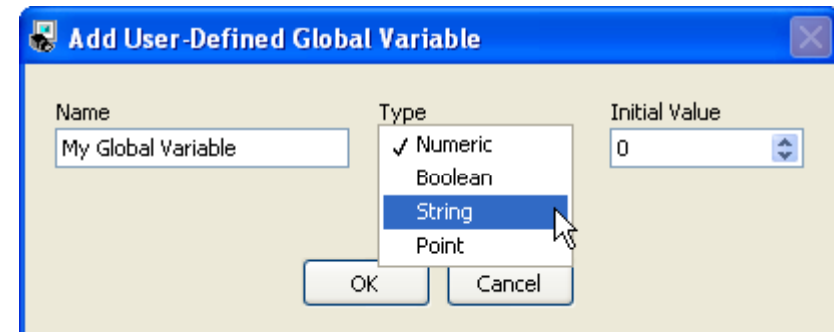 Add User-Defined Global Variable
Name Type Initial Value
My Global Variable ✓ Numeric 0
Boolean
String
Point
OK Cancel